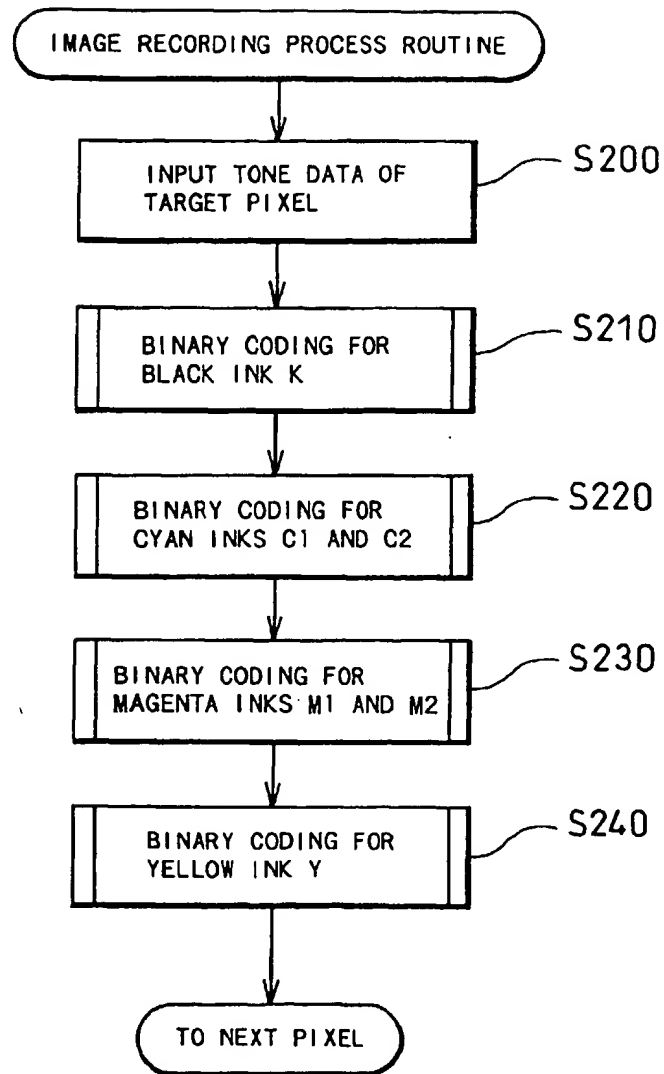 IMAGE RECORDING PROCESS ROUTINE
INPUT TONE DATA OF
TARGET PIXEL
S200
BINARY CODING FOR
BLACK INK K
S210
BINARY CODING FOR
CYAN INKS C1 AND C2
S220
BINARY CODING FOR
MAGENTA INKS M1 AND M2
S230
BINARY CODING FOR
YELLOW INK Y
S240
TO NEXT PIXEL